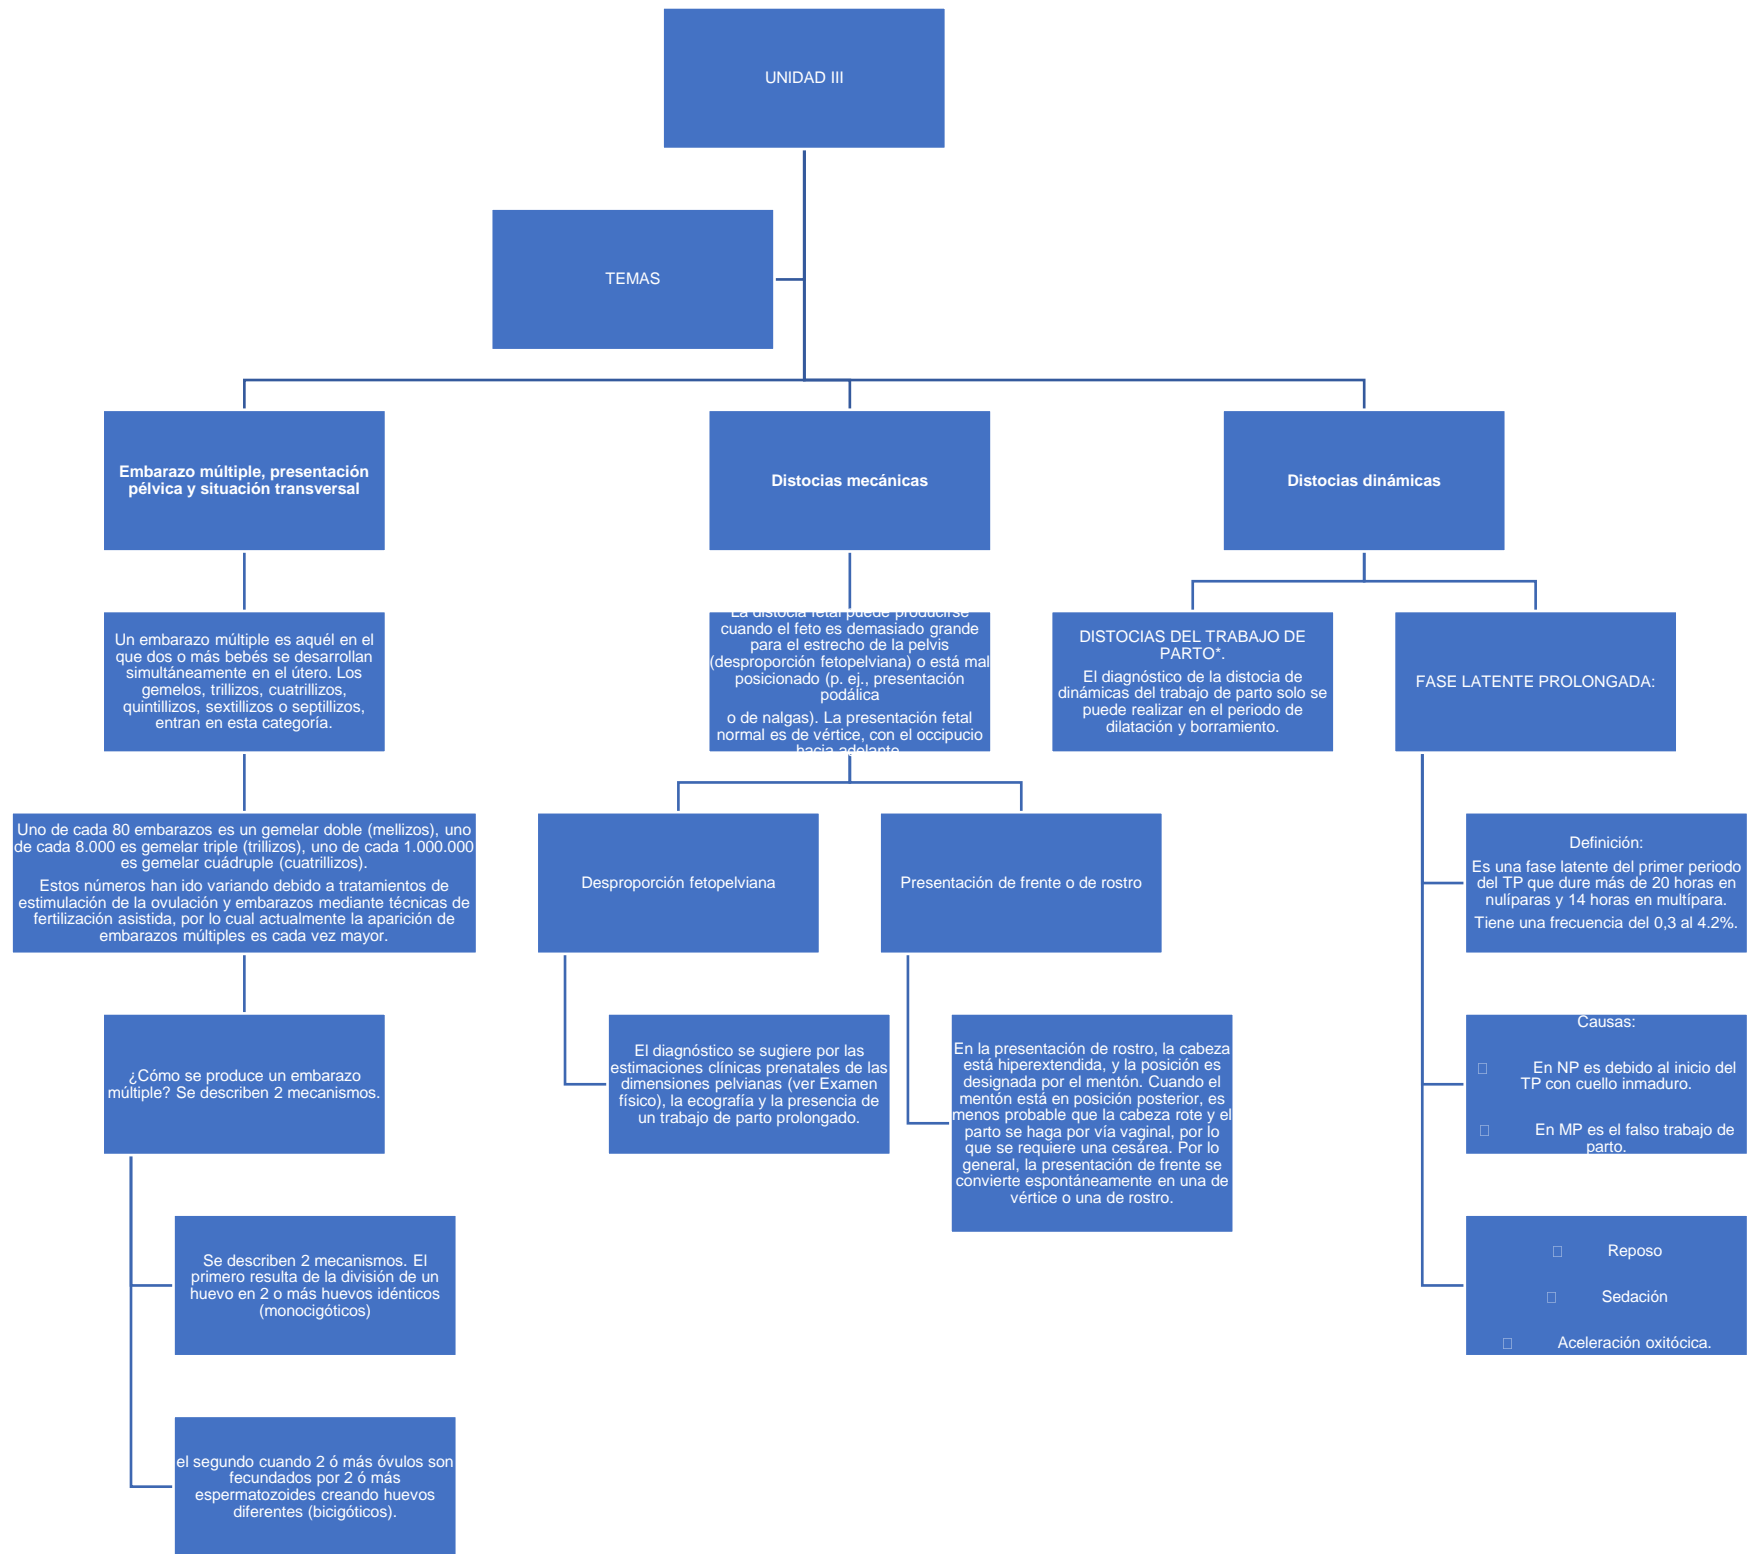 UNIDAD III
TEMAS
Embarazo múltiple, presentación
pélvica y situación transversal
Distocias mecánicas
Distocias dinámicas
Un embarazo múltiple es aquél en el
que dos o más bebés se desarrollan
simultáneamente en el útero. Los
gemelos, trillizos, cuatrillizos,
quintillizos, sextillizos o septillizos,
entran en esta categoría.
La distocia fetal puede producirse
cuando el feto es demasiado grande
para el estrecho de la pelvis
(desproporción fetopelviana) o está mal
posicionado (p. ej., presentación
podálica
o de nalgas). La presentación fetal
normal es de vértice, con el occipucio
hacia adelante
DISTOCIAS DEL TRABAJO DE
PARTO*.
El diagnóstico de la distocia de
dinámicas del trabajo de parto solo se
puede realizar en el periodo de
dilatación y borramiento.
FASE LATENTE PROLONGADA:
Uno de cada 80 embarazos es un gemelar doble (mellizos), uno
de cada 8.000 es gemelar triple (trillizos), uno de cada 1.000.000
es gemelar cuádruple (cuatrillizos).
Estos números han ido variando debido a tratamientos de
estimulación de la ovulación y embarazos mediante técnicas de
fertilización asistida, por lo cual actualmente la aparición de
embarazos múltiples es cada vez mayor.
Desproporción fetopelviana
Presentación de frente o de rostro
Definición:
Es una fase latente del primer periodo
del TP que dure más de 20 horas en
nulíparas y 14 horas en multípara.
Tiene una frecuencia del 0,3 al 4.2%.
¿Cómo se produce un embarazo
múltiple? Se describen 2 mecanismos.
El diagnóstico se sugiere por las
estimaciones clínicas prenatales de las
dimensiones pelvianas (ver Examen
físico), la ecografía y la presencia de
un trabajo de parto prolongado.
En la presentación de rostro, la cabeza
está hiperextendida, y la posición es
designada por el mentón. Cuando el
mentón está en posición posterior, es
menos probable que la cabeza rote y el
parto se haga por vía vaginal, por lo
que se requiere una cesárea. Por lo
general, la presentación de frente se
convierte espontáneamente en una de
vértice o una de rostro.
Causas:
En NP es debido al inicio del
TP con cuello inmaduro.
En MP es el falso trabajo de
parto.
Se describen 2 mecanismos. El
primero resulta de la división de un
huevo en 2 o más huevos idénticos
(monocigóticos)
Reposo
Sedación
Aceleración oxitócica.
el segundo cuando 2 ó más óvulos son
fecundados por 2 ó más
espermatozoides creando huevos
diferentes (bicigóticos).